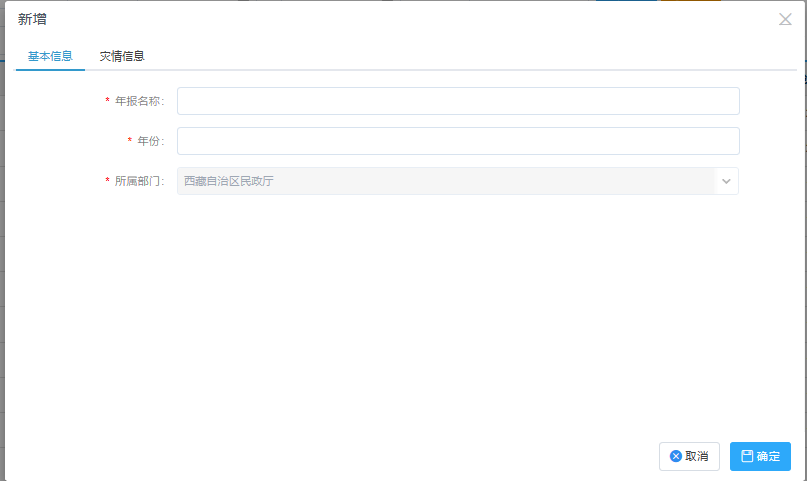 新增
基本信息 灾情信息
* 年报名称:
* 年份:
* 所属部门: 西藏自治区民政厅
取消 确定